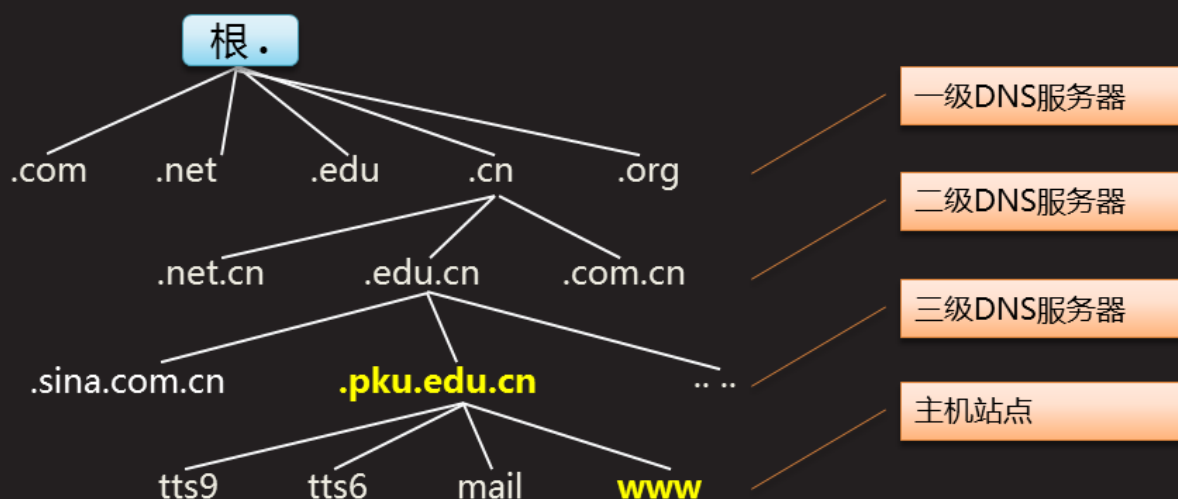 根 .
一级DNS服务器
.com .net .edu .cn .org
二级DNS服务器
.net.cn .edu.cn .com.cn
三级DNS服务器
.sina.com.cn .pku.edu.cn .. ..
主机站点
tts9 tts6 mail www